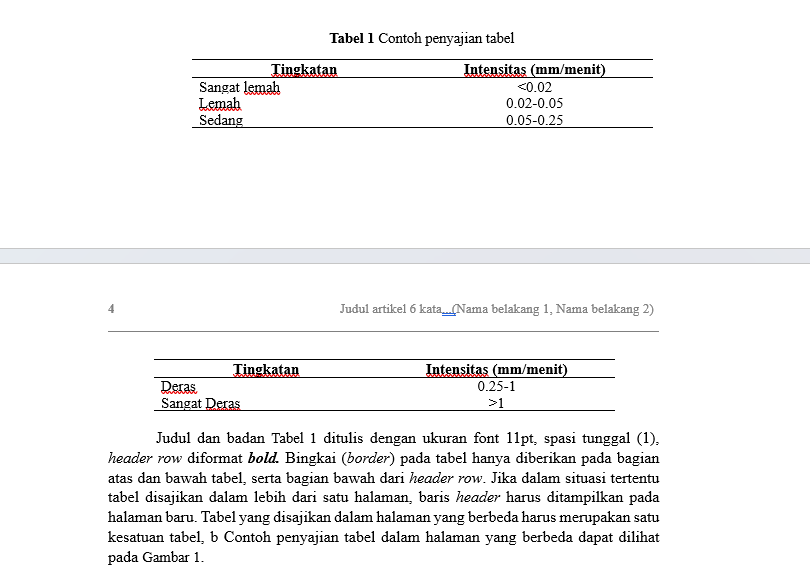 Tabel 1 Contoh penyajian tabel
Tingkatan Intensitas (mm/menit)
Sangat lemah <0.02
Lemah 0.02-0.05
Sedang 0.05-0.25
4 Judul artikel 6 kata...(Nama belakang 1, Nama belakang 2)
Tingkatan Intensitas (mm/menit)
Deras 0.25-1
Sangat Deras >1
Judul dan badan Tabel 1 ditulis dengan ukuran font 11pt, spasi tunggal (1),
header row diformat bold. Bingkai (border) pada tabel hanya diberikan pada bagian
atas dan bawah tabel, serta bagian bawah dari header row. Jika dalam situasi tertentu
tabel disajikan dalam lebih dari satu halaman, baris header harus ditampilkan pada
halaman baru. Tabel yang disajikan dalam halaman yang berbeda harus merupakan satu
kesatuan tabel, b Contoh penyajian tabel dalam halaman yang berbeda dapat dilihat
pada Gambar 1.